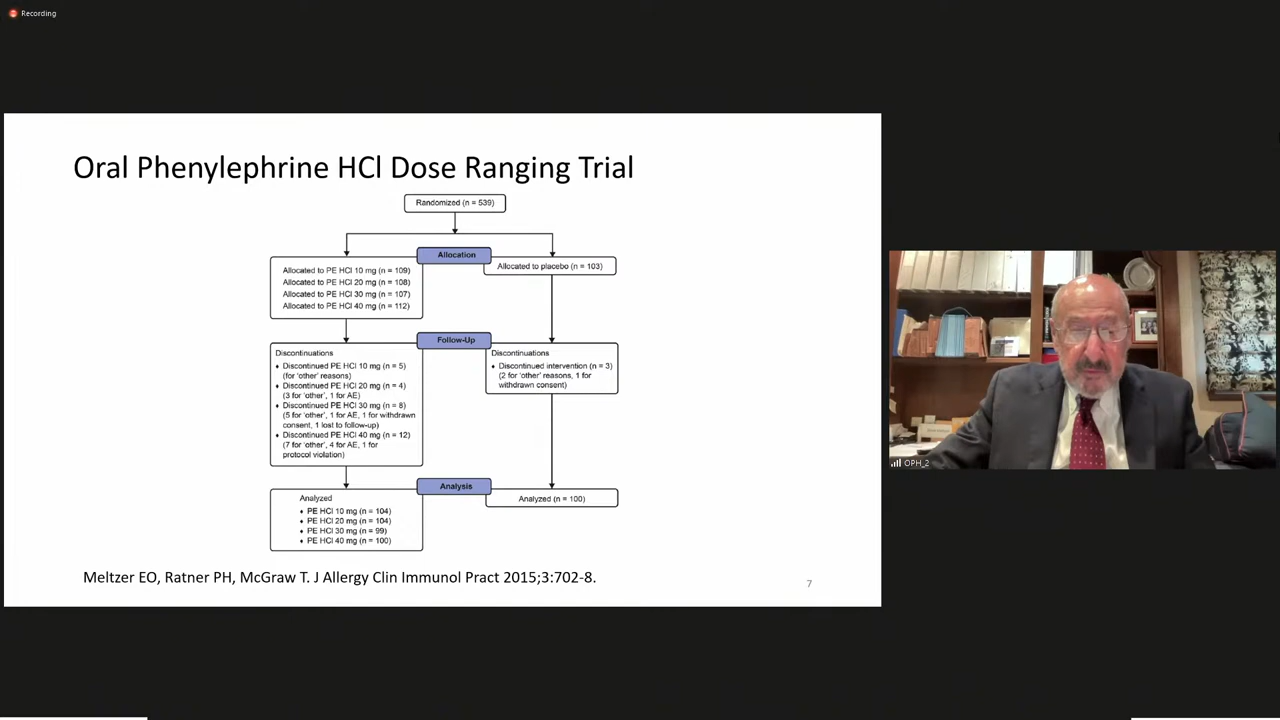 Recording
Oral Phenylephrine HCl Dose Ranging Trial
Randomized (n = 539)
Allocation
Allocated to PE HCl 10 mg (n = 109)
Allocated to PE HCl 20 mg (n = 108)
Allocated to PE HCl 30 mg (n = 107)
Allocated to PE HCl 40 mg (n = 112)
Allocated to placebo (n = 103)
Follow-Up
Discontinuations
♦ Discontinued PE HCl 10 mg (n = 5)
(for 'other' reasons)
♦ Discontinued PE HCl 20 mg (n = 4)
(3 for 'other', 1 for AE)
♦ Discontinued PE HCl 30 mg (n = 8)
(5 for 'other', 1 for AE, 1 for withdrawn
consent, 1 lost to follow-up)
♦ Discontinued PE HCl 40 mg (n = 12)
(7 for 'other', 4 for AE, 1 for
protocol violation)
Discontinuations
♦ Discontinued intervention (n = 3)
(2 for 'other' reasons, 1 for
withdrawn consent)
Analysis
Analyzed
♦ PE HCl 10 mg (n = 104)
♦ PE HCl 20 mg (n = 104)
♦ PE HCl 30 mg (n = 99)
♦ PE HCl 40 mg (n = 100)
Analyzed (n = 100)
Meltzer EO, Ratner PH, McGraw T. J Allergy Clin Immunol Pract 2015;3:702-8.
7
OPH_2